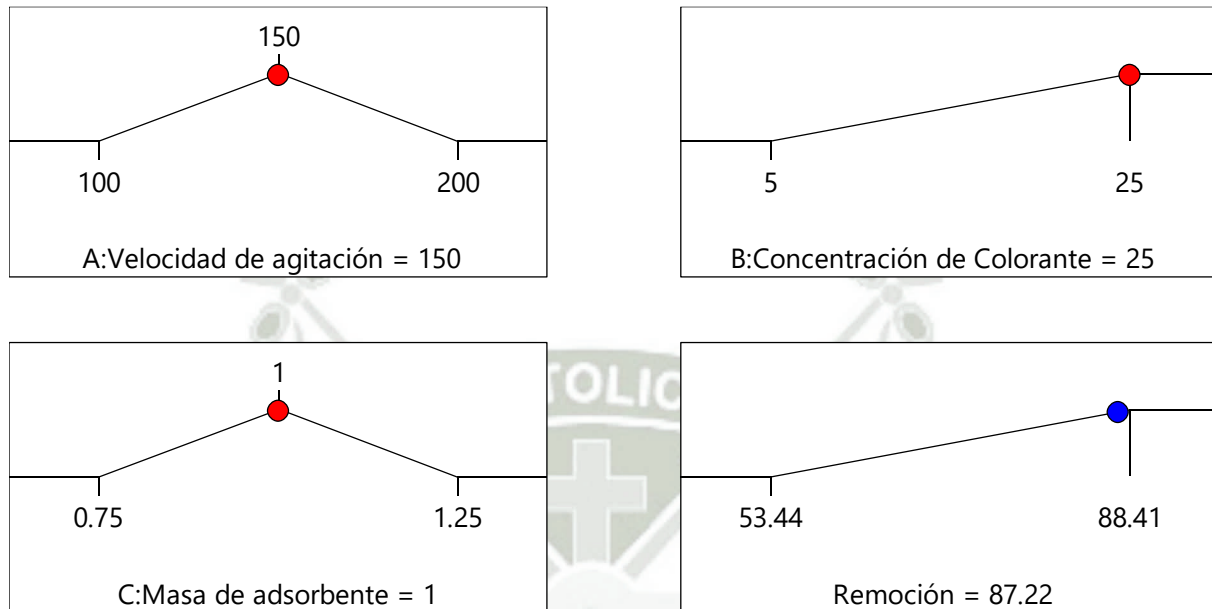 150
100 200
A:Velocidad de agitación = 150
5 25
B:Concentración de Colorante = 25
1
0.75 1.25
C:Masa de adsorbente = 1
53.44 88.41
Remoción = 87.22
TOLIC